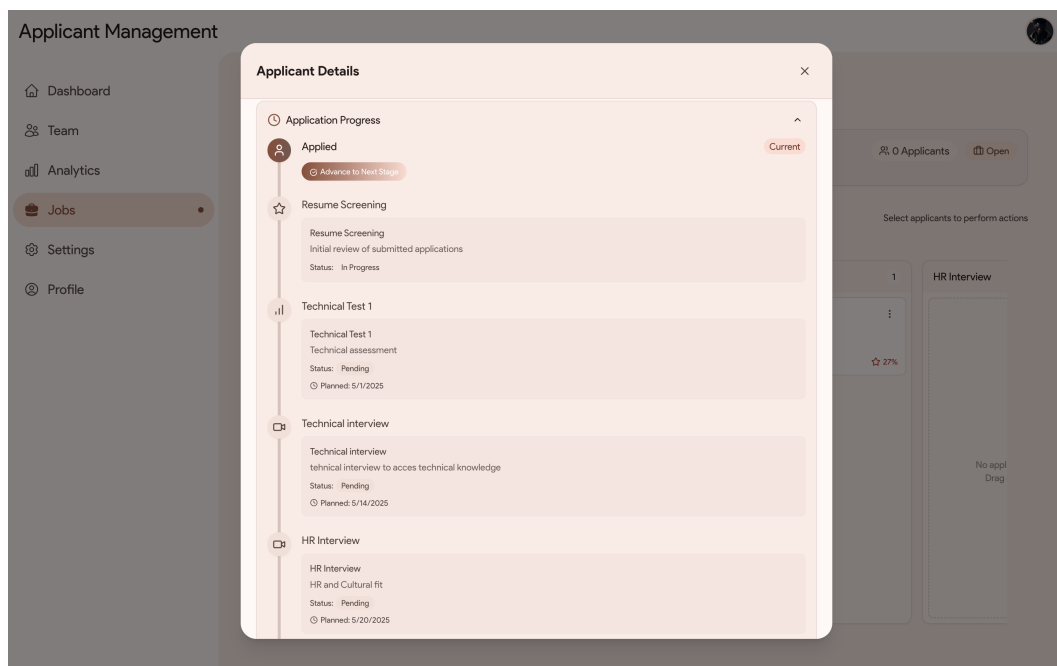 Applicant Management
Dashboard
Team
Analytics
Jobs
Settings
Profile
0 Applicants
Open
Select applicants to perform actions
1
HR Interview
27%
No appl
Drag
Applicant Details
Application Progress
Applied
Current
Advance to Next Stage
Resume Screening
Resume Screening
Initial review of submitted applications
Status: In Progress
Technical Test 1
Technical Test 1
Technical assessment
Status: Pending
Planned: 5/1/2025
Technical interview
Technical interview
tehnical interview to acces technical knowledge
Status: Pending
Planned: 5/14/2025
HR Interview
HR Interview
HR and Cultural fit
Status: Pending
Planned: 5/20/2025